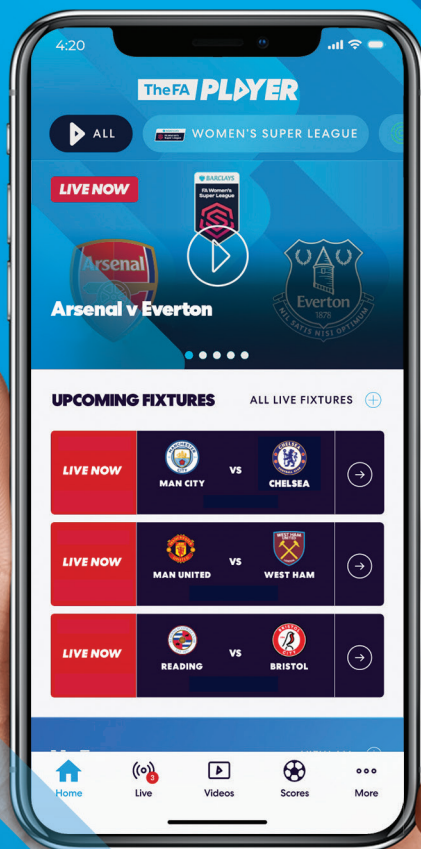 4:20
TheFA PLAYER
ALL
WOMEN'S SUPER LEAGUE
LIVE NOW
BARCLAYS
FA Women's
Super League
Arsenal
Everton
1878
NIL SATIS NISI OPTIMUM
Arsenal v Everton
UPCOMING FIXTURES
ALL LIVE FIXTURES
LIVE NOW
MAN CITY
VS
CHELSEA
LIVE NOW
MAN UNITED
VS
WEST HAM
LIVE NOW
READING
VS
BRISTOL
3
Home
Live
Videos
Scores
More